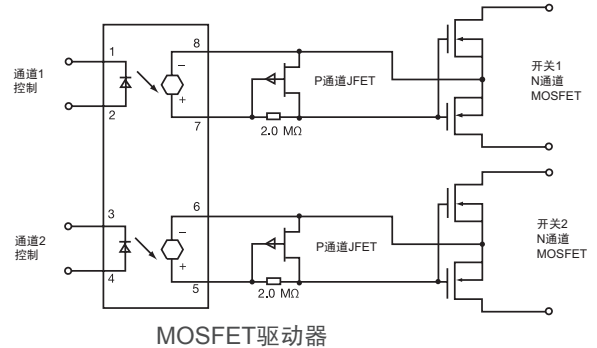 1
8
通道1
控制
−
+
P通道JFET
开关1
N通道
MOSFET
2
7
2.0 MΩ
3
6
通道2
控制
−
+
P通道JFET
开关2
N通道
MOSFET
4
5
2.0 MΩ
MOSFET驱动器